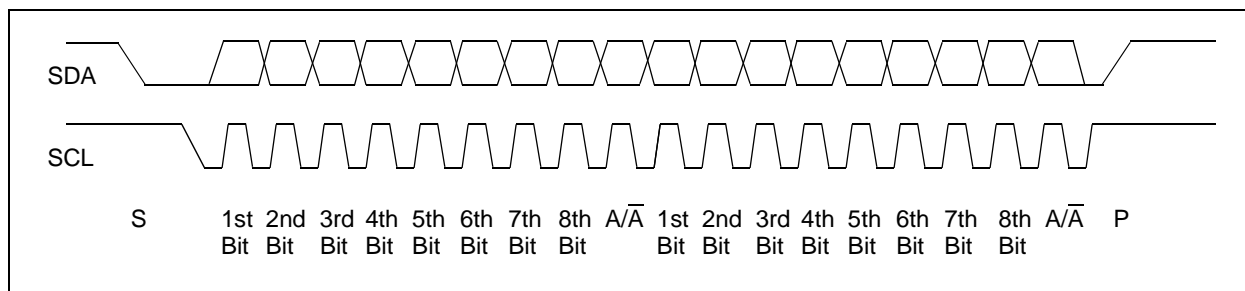 SDA
SCL
S 1st 2nd 3rd 4th 5th 6th 7th 8th A/A̅ 1st 2nd 3rd 4th 5th 6th 7th 8th A/A̅ P
Bit Bit Bit Bit Bit Bit Bit Bit Bit Bit Bit Bit Bit Bit Bit Bit